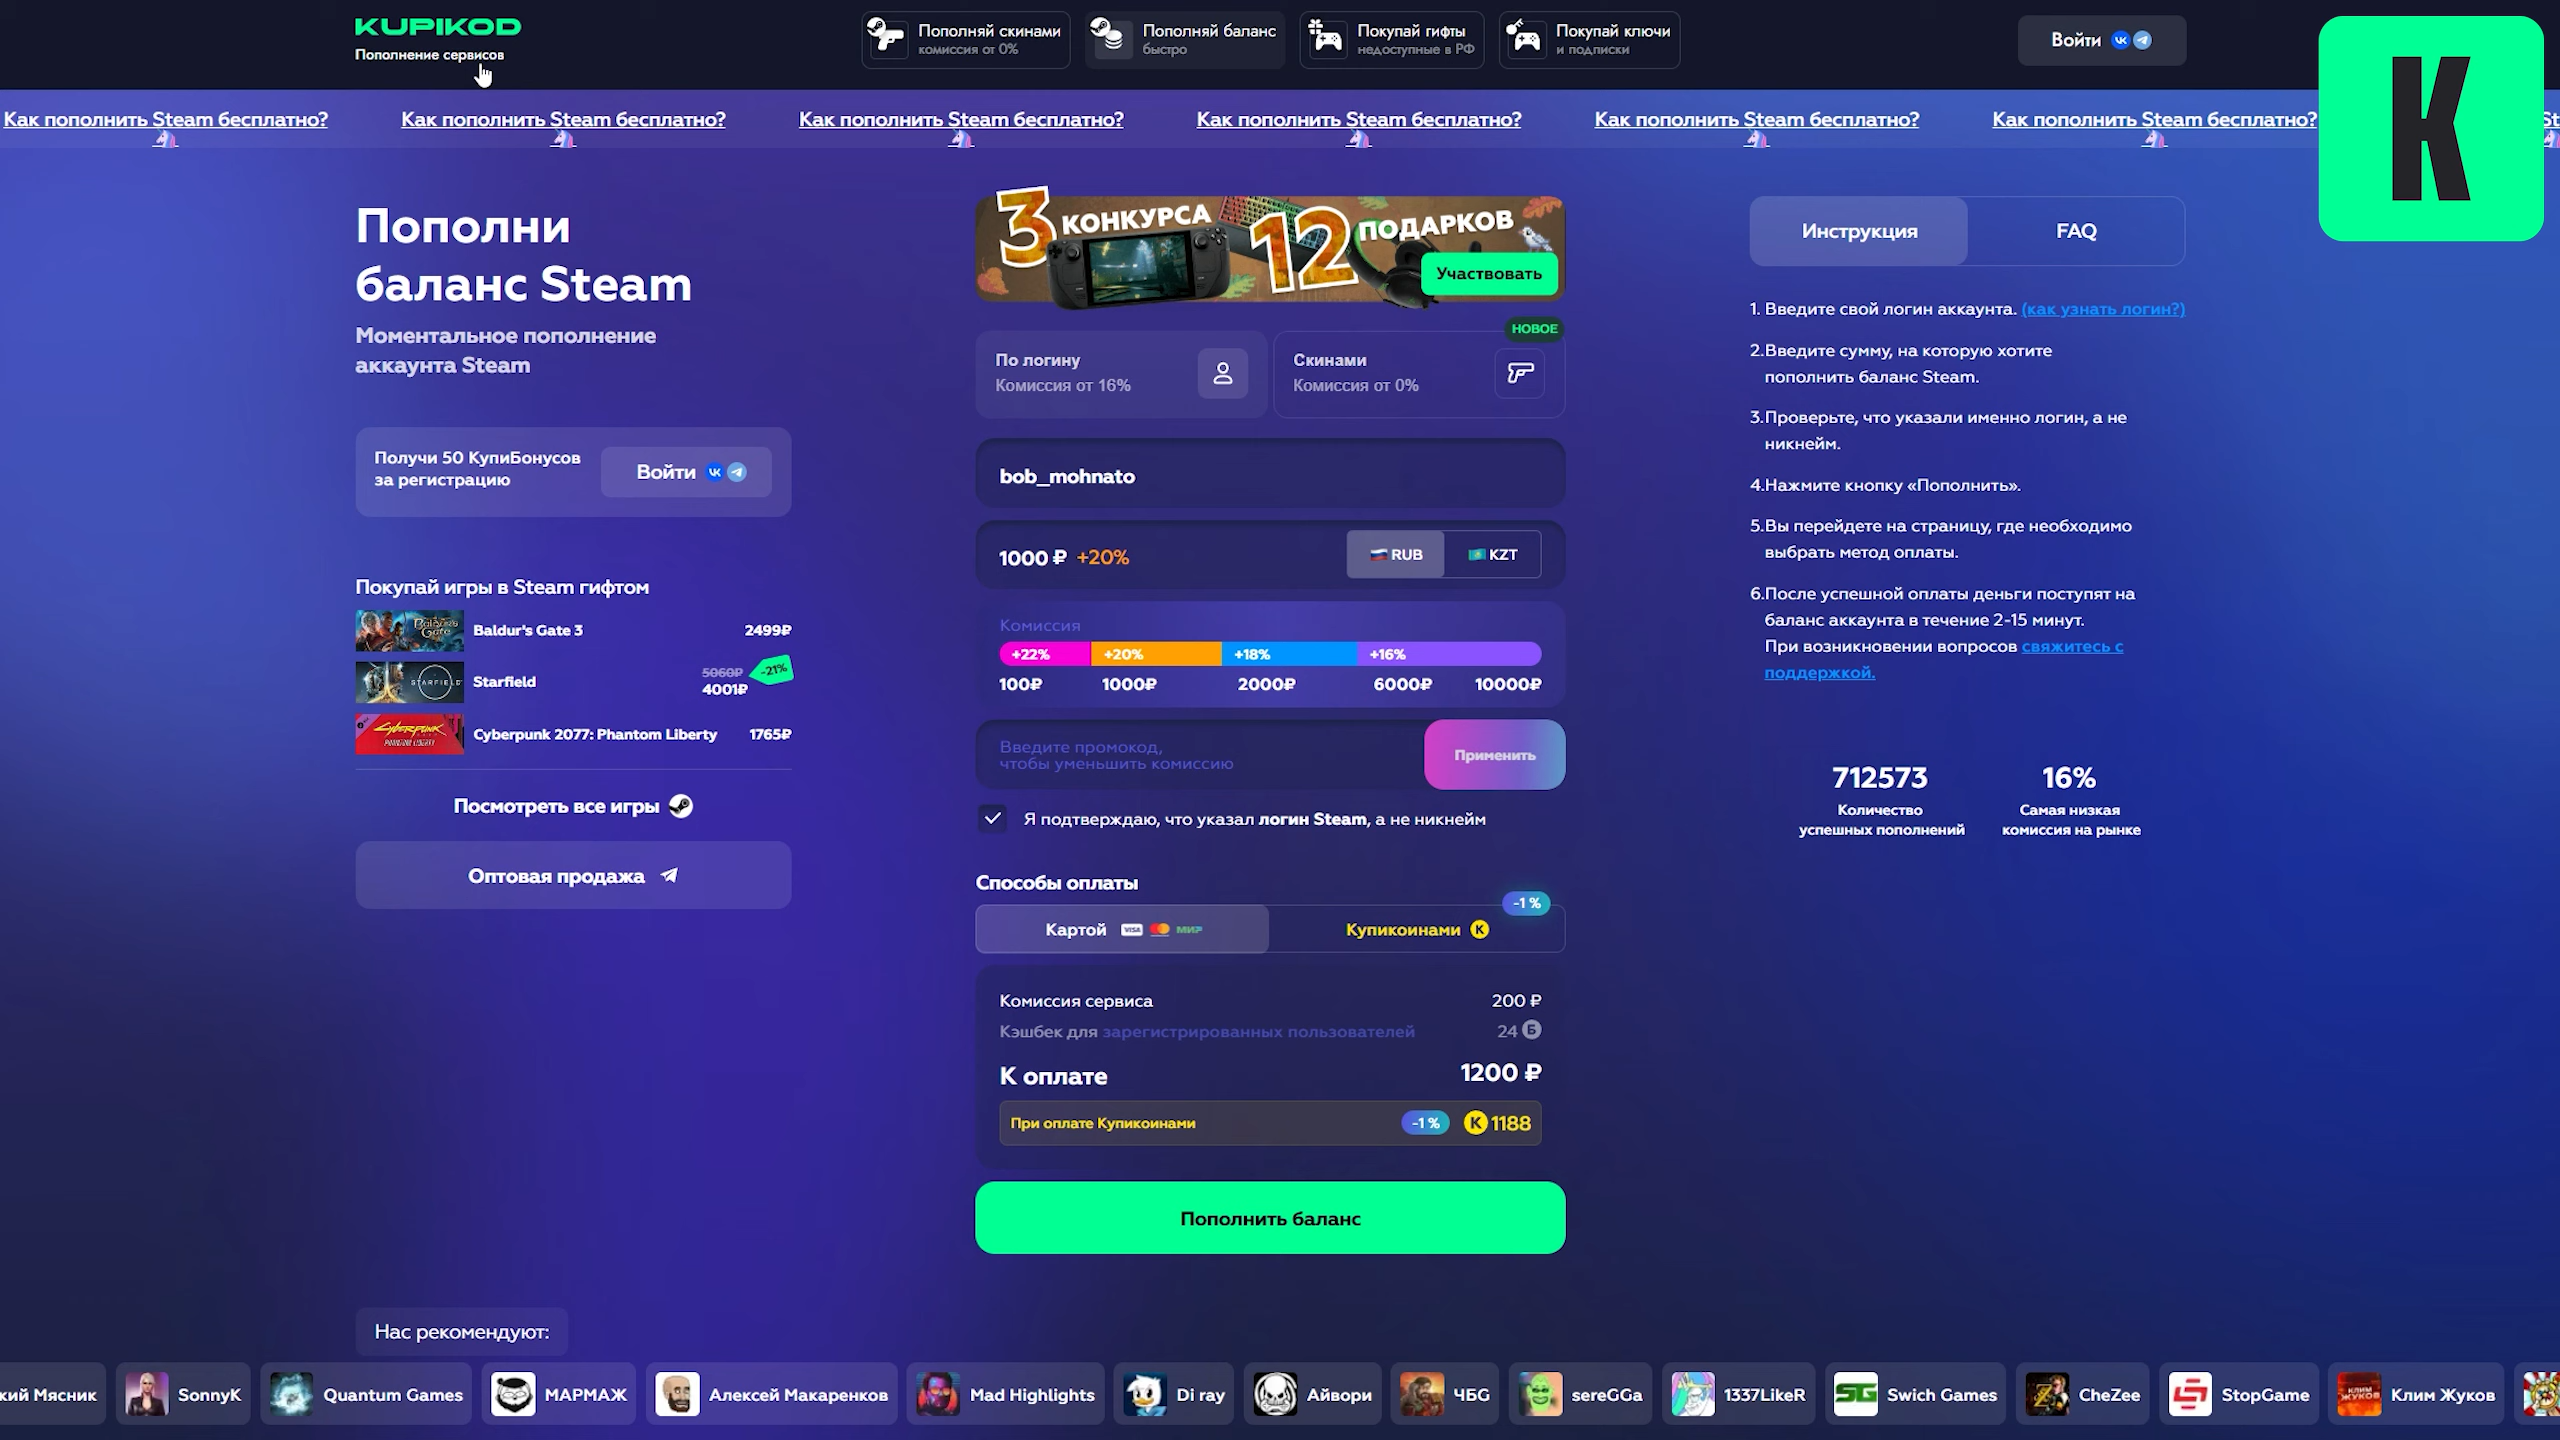 KUPIKOD
Пополнение сервисов
Пополняй скинами
комиссия от 0%
Пополняй баланс
быстро
Покупай гифты
недоступные в РФ
Покупай ключи
и подписки
Войти
K
Как пополнить Steam бесплатно?
Как пополнить Steam бесплатно?
Как пополнить Steam бесплатно?
Как пополнить Steam бесплатно?
Как пополнить Steam бесплатно?
Как пополнить Steam бесплатно?
St
Пополни
баланс Steam
Моментальное пополнение
аккаунта Steam
Получи 50 КупиБонусов
за регистрацию
Войти
Покупай игры в Steam гифтом
Baldur's Gate 3
2499₽
Starfield
5060₽
-21%
4001₽
Cyberpunk 2077: Phantom Liberty
1765₽
Посмотреть все игры
Оптовая продажа
3 КОНКУРСА 12 ПОДАРКОВ
Участвовать
НОВОЕ
По логину
Комиссия от 16%
Скинами
Комиссия от 0%
bob_mohnato
1000 ₽ +20%
RUB
KZT
Комиссия
+22% +20% +18% +16%
100₽ 1000₽ 2000₽ 6000₽ 10000₽
Введите промокод,
чтобы уменьшить комиссию
Применить
Я подтверждаю, что указал логин Steam, а не никнейм
Способы оплаты
-1 %
Картой VISA МИР
Купикоинами K
Комиссия сервиса 200 ₽
Кэшбек для зарегистрированных пользователей 24 Б
К оплате 1200 ₽
При оплате Купикоинами -1 % K 1188
Пополнить баланс
Инструкция
FAQ
1. Введите свой логин аккаунта. (как узнать логин?)
2.Введите сумму, на которую хотите
пополнить баланс Steam.
3.Проверьте, что указали именно логин, а не
никнейм.
4.Нажмите кнопку «Пополнить».
5.Вы перейдете на страницу, где необходимо
выбрать метод оплаты.
6.После успешной оплаты деньги поступят на
баланс аккаунта в течение 2-15 минут.
При возникновении вопросов свяжитесь с
поддержкой.
712573
Количество
успешных пополнений
16%
Самая низкая
комиссия на рынке
Нас рекомендуют:
кий Мясник
SonnyK
Quantum Games
МАРМАЖ
Алексей Макаренков
Mad Highlights
Di ray
Айвори
ЧБG
sereGGa
1337LikeR
Swich Games
CheZee
StopGame
Клим Жуков